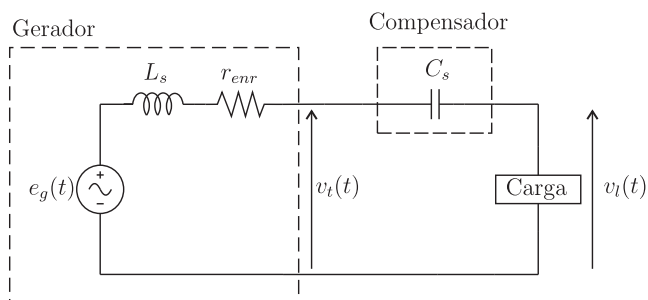 Gerador
Compensador
L_s
r_enr
C_s
e_g(t)
+
−
v_t(t)
Carga
v_l(t)